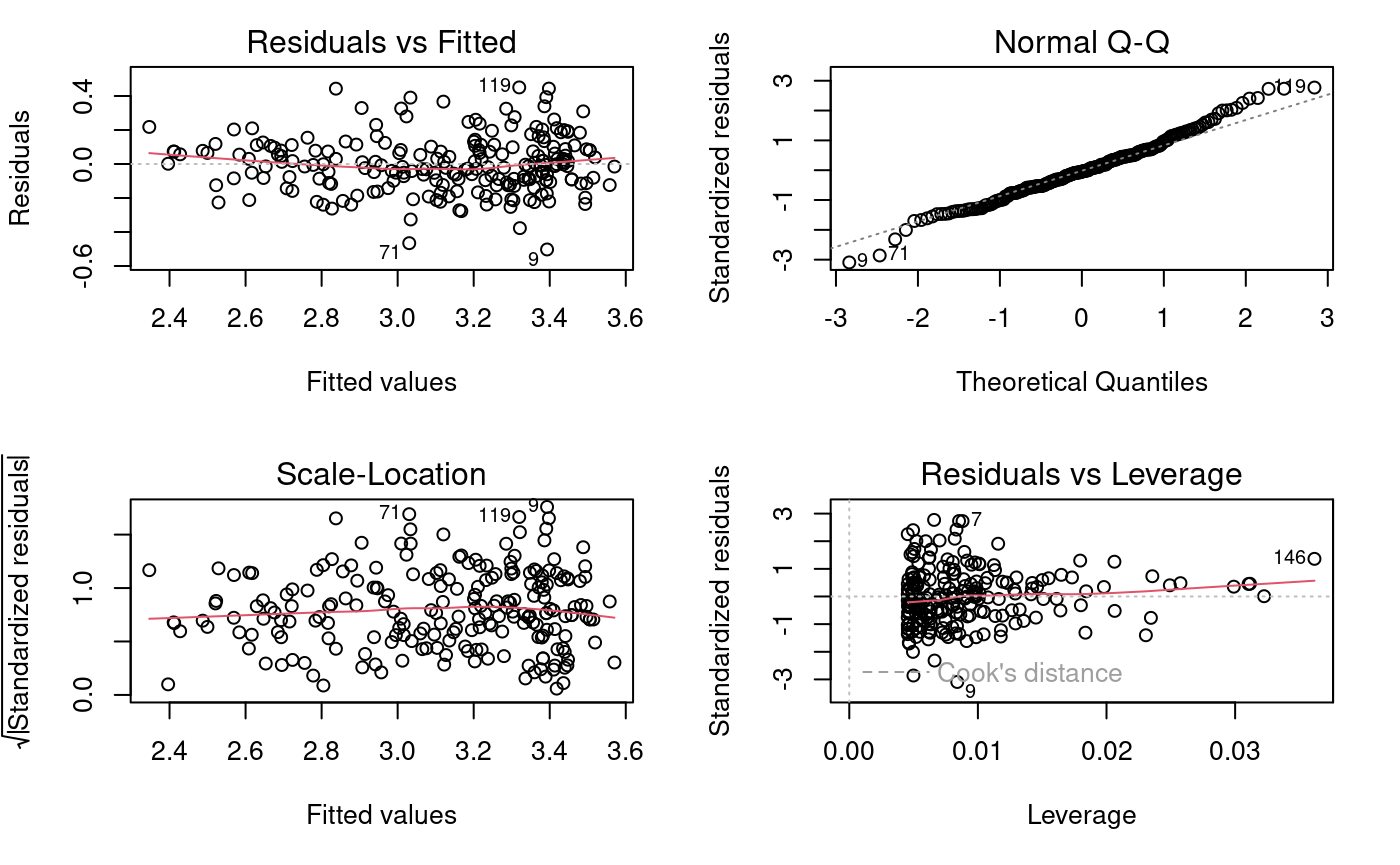 Residuals vs Fitted
Residuals
0.4
0.0
-0.6
119
71
9
2.4 2.6 2.8 3.0 3.2 3.4 3.6
Fitted values
Normal Q-Q
Standardized residuals
3
1
-1
-3
119
71
9
-3 -2 -1 0 1 2 3
Theoretical Quantiles
Scale-Location
√|Standardized residuals|
1.0
0.0
71
119
9
2.4 2.6 2.8 3.0 3.2 3.4 3.6
Fitted values
Residuals vs Leverage
Standardized residuals
3
1
-1
-3
7
146
Cook's distance
9
0.00 0.01 0.02 0.03
Leverage